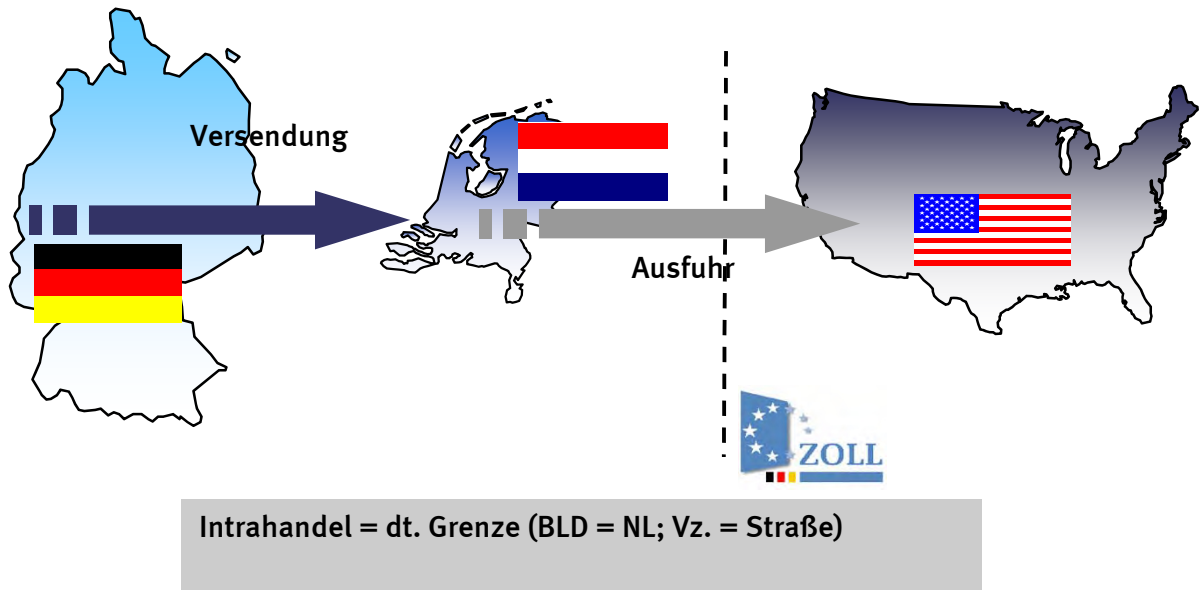 Versendung
Ausfuhr
ZOLL
Intrahandel = dt. Grenze (BLD = NL; Vz. = Straße)